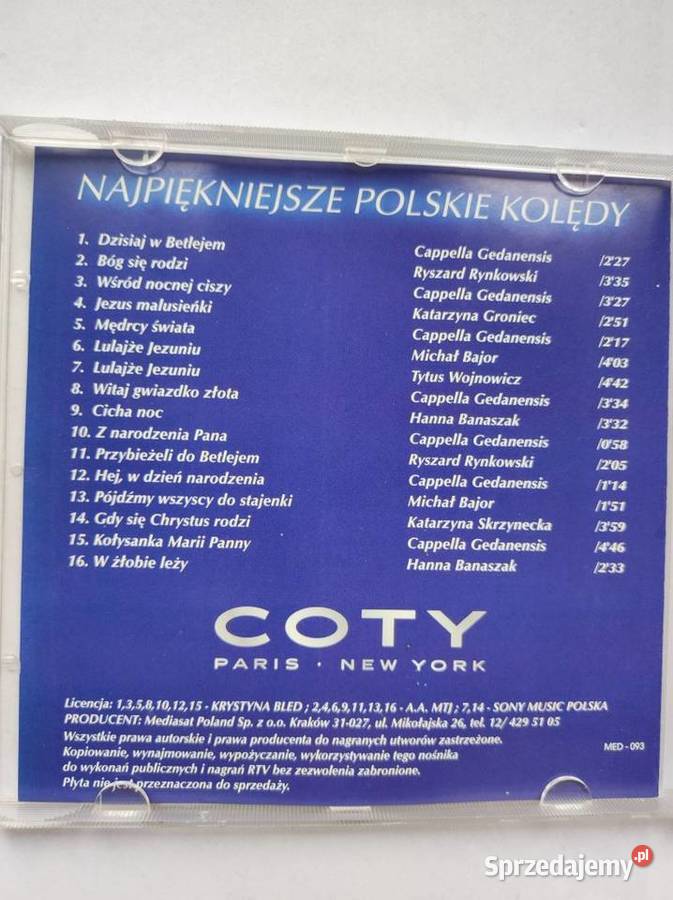 NAJPIĘKNIEJSZE POLSKIE KOLĘDY
1. Dzisiaj w Betlejem Cappella Gedanensis /2'27
2. Bóg się rodzi Ryszard Rynkowski /3'35
3. Wśród nocnej ciszy Cappella Gedanensis /3'27
4. Jezus malusieńki Katarzyna Groniec /2'51
5. Mędrcy świata Cappella Gedanensis /2'17
6. Lulajże Jezuniu Michał Bajor /4'03
7. Lulajże Jezuniu Tytus Wojnowicz /4'42
8. Witaj gwiazdko złota Cappella Gedanensis /3'34
9. Cicha noc Hanna Banaszak /3'32
10. Z narodzenia Pana Cappella Gedanensis /0'58
11. Przybieżeli do Betlejem Ryszard Rynkowski /2'05
12. Hej, w dzień narodzenia Cappella Gedanensis /1'14
13. Pójdźmy wszyscy do stajenki Michał Bajor /1'51
14. Gdy się Chrystus rodzi Katarzyna Skrzynecka /3'59
15. Kołysanka Marii Panny Cappella Gedanensis /4'46
16. W żłobie leży Hanna Banaszak /2'33
COTY
PARIS · NEW YORK
Licencja: 1,3,5,8,10,12,15 - KRYSTYNA BLED ; 2,4,6,9,11,13,16 - A.A. MTJ ; 7,14 - SONY MUSIC POLSKA
PRODUCENT: Mediasat Poland Sp. z o.o. Kraków 31-027, ul. Mikołajska 26, tel. 12/ 429 51 05
Wszystkie prawa autorskie i prawa producenta do nagranych utworów zastrzeżone.
Kopiowanie, wynajmowanie, wypożyczanie, wykorzystywanie tego nośnika
do wykonań publicznych i nagrań RTV bez zezwolenia zabronione.
Płyta nie jest przeznaczona do sprzedaży.
MED - 093
Sprzedajemy.pl